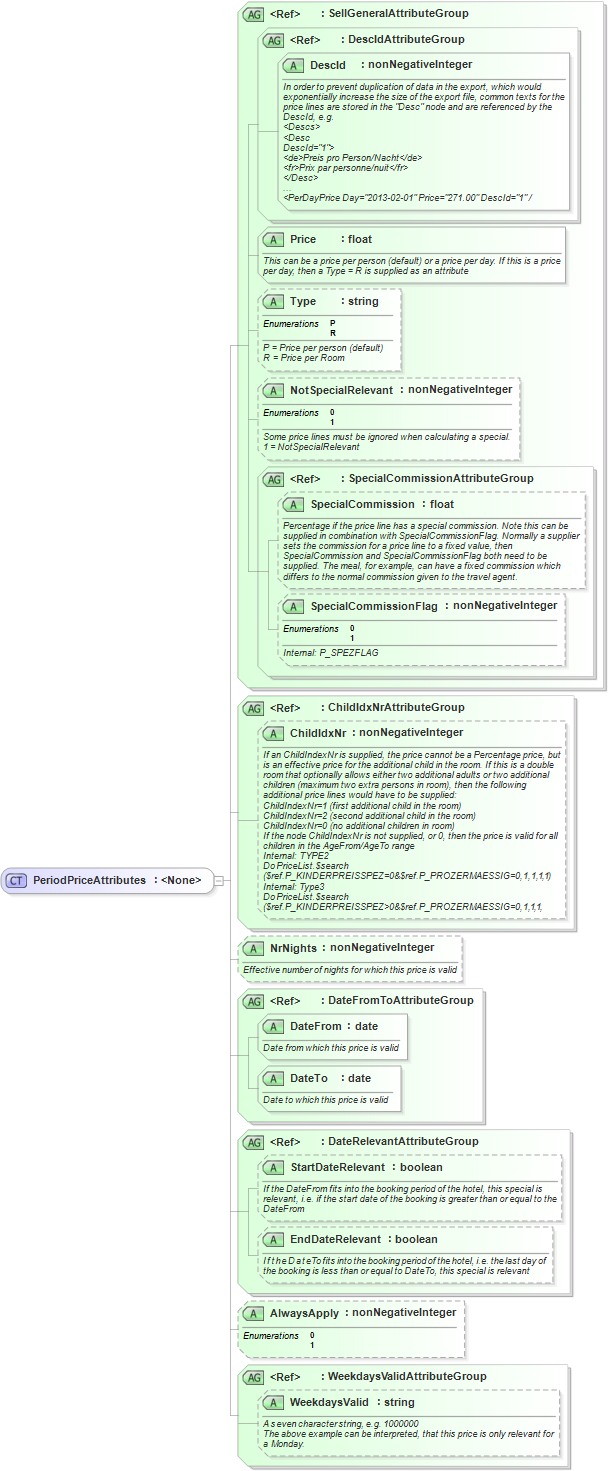 AG <Ref> : SellGeneralAttributeGroup
AG <Ref> : DescIdAttributeGroup
A DescId : nonNegativeInteger
In order to prevent duplication of data in the export, which would
exponentially increase the size of the export file, common texts for the
price lines are stored in the "Desc" node and are referenced by the
DescId, e.g.
<Descs>
<Desc
DescId="1">
<de>Preis pro Person/Nacht</de>
<fr>Prix par personne/nuit</fr>
</Desc>
...
<PerDayPrice Day="2013-02-01" Price="271.00" DescId="1" /
A Price : float
This can be a price per person (default) or a price per day. If this is a price
per day, then a Type = R is supplied as an attribute
A Type : string
Enumerations P
R
P = Price per person (default)
R = Price per Room
A NotSpecialRelevant : nonNegativeInteger
Enumerations 0
1
Some price lines must be ignored when calculating a special.
1 = NotSpecialRelevant
AG <Ref> : SpecialCommissionAttributeGroup
A SpecialCommission : float
Percentage if the price line has a special commission. Note this can be
supplied in combination with SpecialCommissionFlag. Normally a supplier
sets the commission for a price line to a fixed value, then
SpecialCommission and SpecialCommissionFlag both need to be
supplied. The meal, for example, can have a fixed commission which
differs to the normal commission given to the travel agent.
A SpecialCommissionFlag : nonNegativeInteger
Enumerations 0
1
Internal: P_SPEZFLAG
AG <Ref> : ChildIdxNrAttributeGroup
A ChildIdxNr : nonNegativeInteger
If an ChildIndexNr is supplied, the price cannot be a Percentage price, but
is an effective price for the additional child in the room. If this is a double
room that optionally allows either two additional adults or two additional
children (maximum two extra persons in room), then the following
additional price lines would have to be supplied:
ChildIdxNr=1 (first additional child in the room)
ChildIdxNr=2 (second additional child in the room)
ChildIdxNr=0 (no additional children in room)
If the node ChildIdxNr is not supplied, or 0, then the price is valid for all
children in the AgeFrom/AgeTo range
Internal: TYPE2
DoPriceList.$search
($ref.P_KINDERPREISSPEZ=0&$ref.P_PROZERMAESSIG=0,1,1,1,1)
Internal: Type3
DoPriceList.$search
($ref.P_KINDERPREISSPEZ>0&$ref.P_PROZERMAESSIG=0,1,1,1,
CT PeriodPriceAttributes : <None>
A NrNights : nonNegativeInteger
Effective number of nights for which this price is valid
AG <Ref> : DateFromToAttributeGroup
A DateFrom : date
Date from which this price is valid
A DateTo : date
Date to which this price is valid
AG <Ref> : DateRelevantAttributeGroup
A StartDateRelevant : boolean
If the DateFrom fits into the booking period of the hotel, this special is
relevant, i.e. if the start date of the booking is greater than or equal to the
DateFrom
A EndDateRelevant : boolean
If the DateTo fits into the booking period of the hotel, i.e. the last day of
the booking is less than or equal to DateTo, this special is relevant
A AlwaysApply : nonNegativeInteger
Enumerations 0
1
AG <Ref> : WeekdaysValidAttributeGroup
A WeekdaysValid : string
A seven character string, e.g. 1000000
The above example can be interpreted, that this price is only relevant for
a Monday.